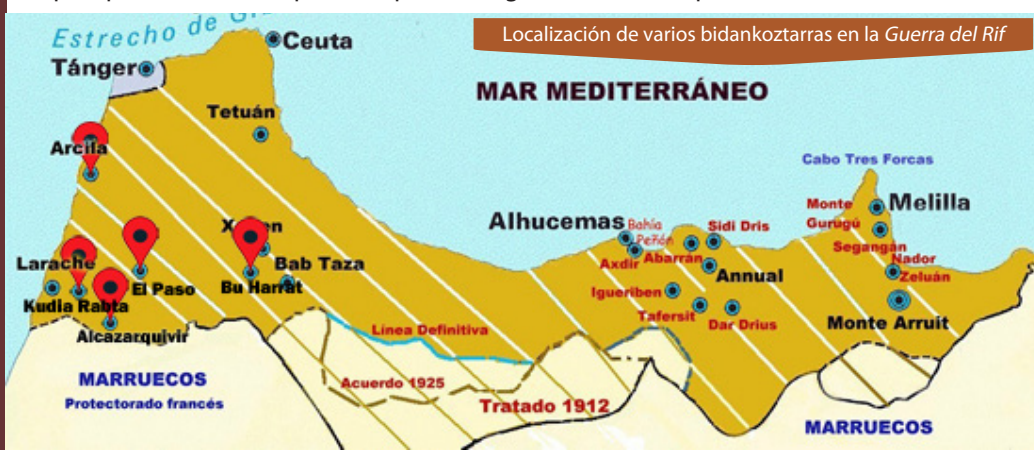 Localización de varios bidankoztarras en la Guerra del Rif
Estrecho de
Ceuta
Tánger
MAR MEDITERRÁNEO
Tetuán
Arcila
Cabo Tres Forcas
Melilla
Monte
Gurugú
Alhucemas
Bahía
Peñón
Sidi Dris
Segangán
Axdir
Abarrán
Nador
Zeluán
Annual
Larache
Bab Taza
El Paso
Bu Harrat
Igueriben
Kudia Rabta
Tafersit
Dar Drius
Monte Arruit
Alcazarquivir
Línea Definitiva
MARRUECOS
Protectorado francés
Acuerdo 1925
Tratado 1912
MARRUECOS